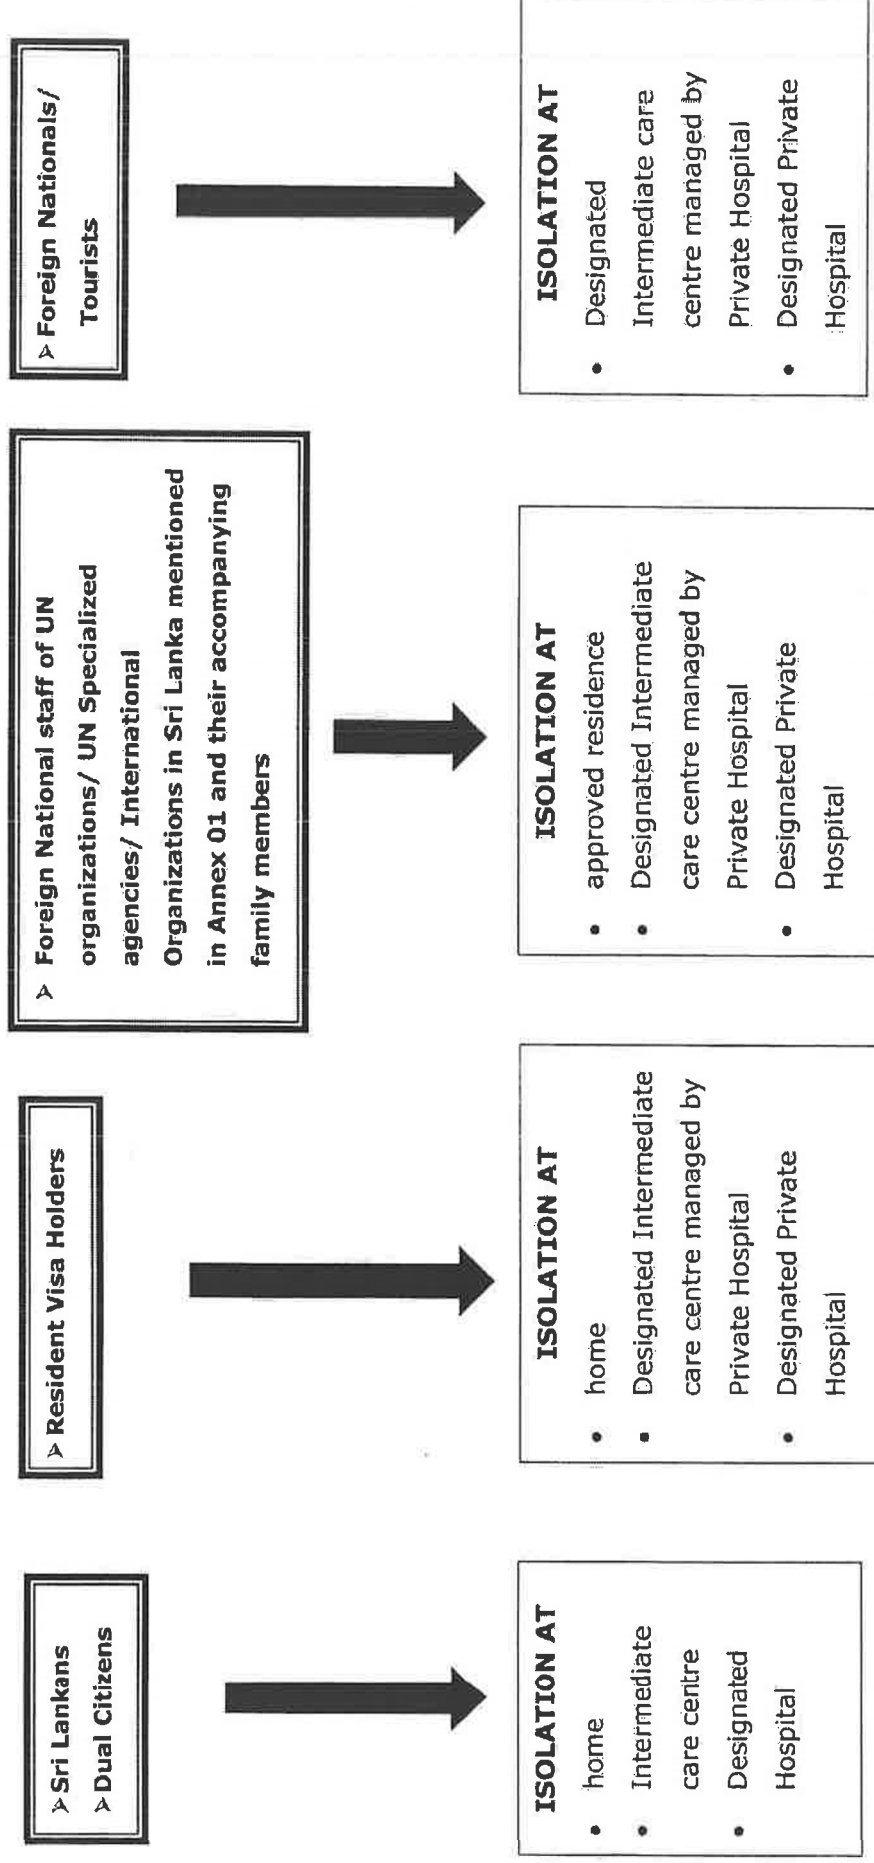 ➢ Sri Lankans
➢ Dual Citizens
ISOLATION AT
• home
• Intermediate
care centre
• Designated
Hospital
➢ Resident Visa Holders
ISOLATION AT
• home
• Designated Intermediate
care centre managed by
Private Hospital
• Designated Private
Hospital
➢ Foreign National staff of UN
organizations/ UN Specialized
agencies/ International
Organizations in Sri Lanka mentioned
in Annex 01 and their accompanying
family members
ISOLATION AT
• approved residence
• Designated Intermediate
care centre managed by
Private Hospital
• Designated Private
Hospital
➢ Foreign Nationals/
Tourists
ISOLATION AT
• Designated
Intermediate care
centre managed by
Private Hospital
• Designated Private
Hospital